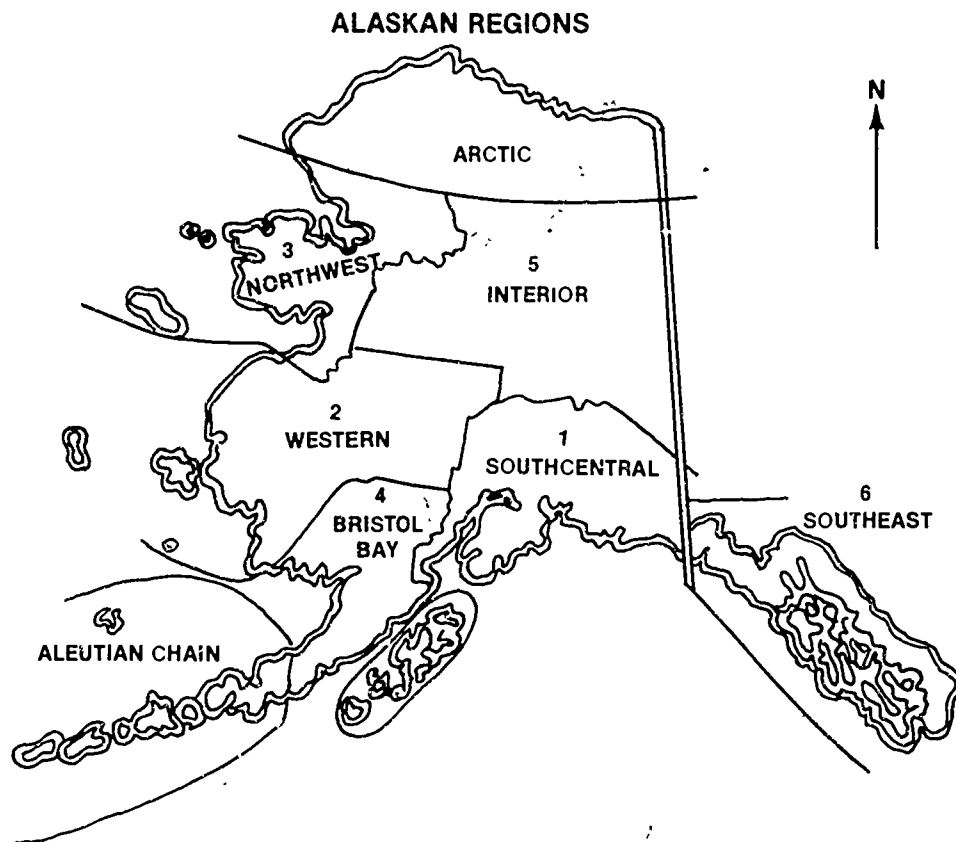 ALASKAN REGIONS
N
ARCTIC
3
NORTHWEST
5
INTERIOR
2
WESTERN
1
SOUTHCENTRAL
4
BRISTOL
BAY
6
SOUTHEAST
ALEUTIAN CHAIN